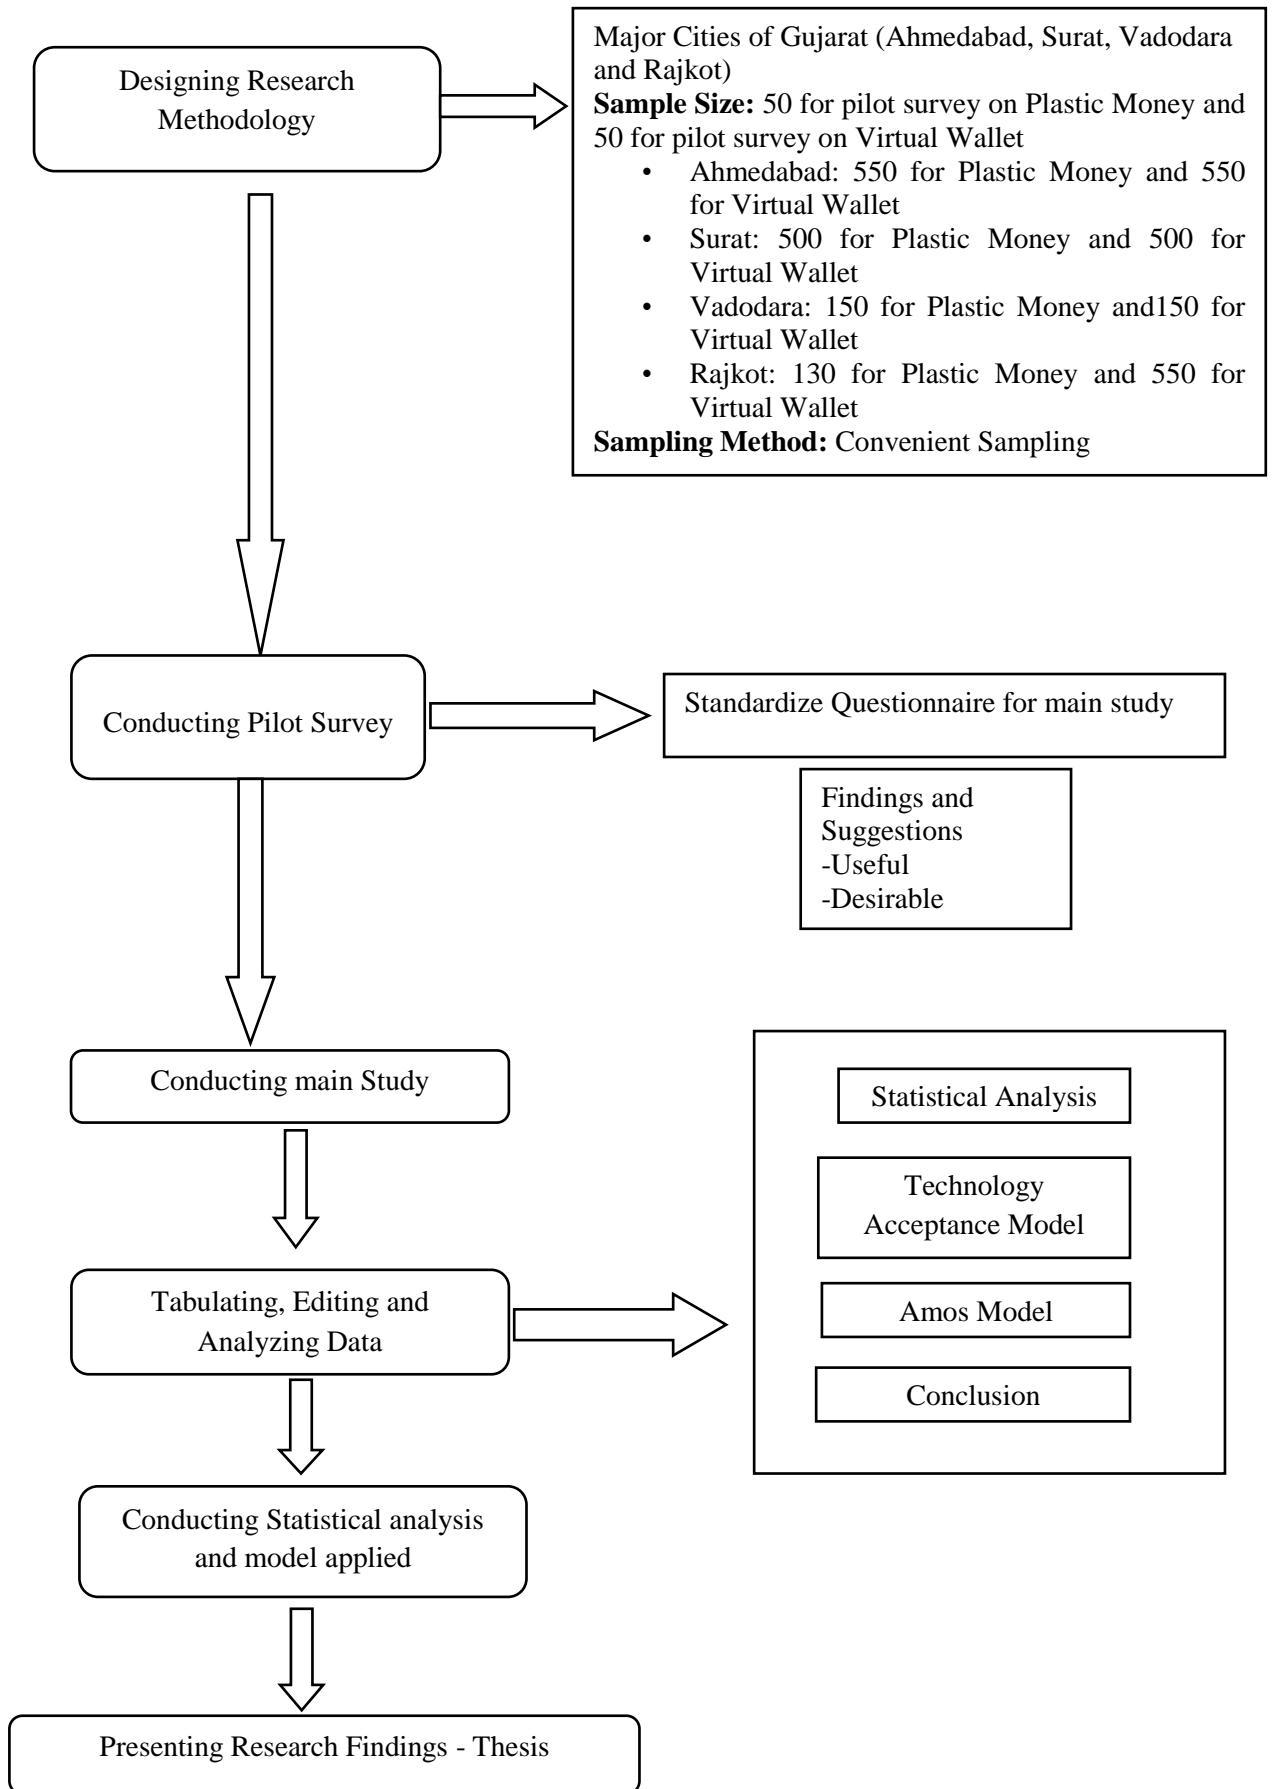 Designing Research
Methodology
Major Cities of Gujarat (Ahmedabad, Surat, Vadodara
and Rajkot)
Sample Size: 50 for pilot survey on Plastic Money and
50 for pilot survey on Virtual Wallet
• Ahmedabad: 550 for Plastic Money and 550
for Virtual Wallet
• Surat: 500 for Plastic Money and 500 for
Virtual Wallet
• Vadodara: 150 for Plastic Money and150 for
Virtual Wallet
• Rajkot: 130 for Plastic Money and 550 for
Virtual Wallet
Sampling Method: Convenient Sampling
Conducting Pilot Survey
Standardize Questionnaire for main study
Findings and
Suggestions
-Useful
-Desirable
Conducting main Study
Statistical Analysis
Technology
Acceptance Model
Amos Model
Conclusion
Tabulating, Editing and
Analyzing Data
Conducting Statistical analysis
and model applied
Presenting Research Findings - Thesis